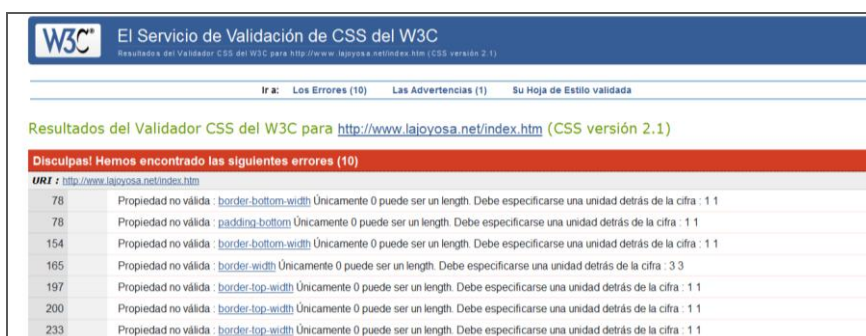 W3C® El Servicio de Validación de CSS del W3C
Resultados del Validador CSS del W3C para http://www.lajoyosa.net/index.htm (CSS versión 2.1)
Ir a: Los Errores (10) Las Advertencias (1) Su Hoja de Estilo validada
Resultados del Validador CSS del W3C para http://www.lajoyosa.net/index.htm (CSS versión 2.1)
Disculpas! Hemos encontrado las siguientes errores (10)
URI : http://www.lajoyosa.net/index.htm
78 Propiedad no válida : border-bottom-width Únicamente 0 puede ser un length. Debe especificarse una unidad detrás de la cifra : 1 1
78 Propiedad no válida : padding-bottom Únicamente 0 puede ser un length. Debe especificarse una unidad detrás de la cifra : 1 1
154 Propiedad no válida : border-bottom-width Únicamente 0 puede ser un length. Debe especificarse una unidad detrás de la cifra : 1 1
165 Propiedad no válida : border-width Únicamente 0 puede ser un length. Debe especificarse una unidad detrás de la cifra : 3 3
197 Propiedad no válida : border-top-width Únicamente 0 puede ser un length. Debe especificarse una unidad detrás de la cifra : 1 1
200 Propiedad no válida : border-top-width Únicamente 0 puede ser un length. Debe especificarse una unidad detrás de la cifra : 1 1
233 Propiedad no válida : border-top-width Únicamente 0 puede ser un length. Debe especificarse una unidad detrás de la cifra : 1 1